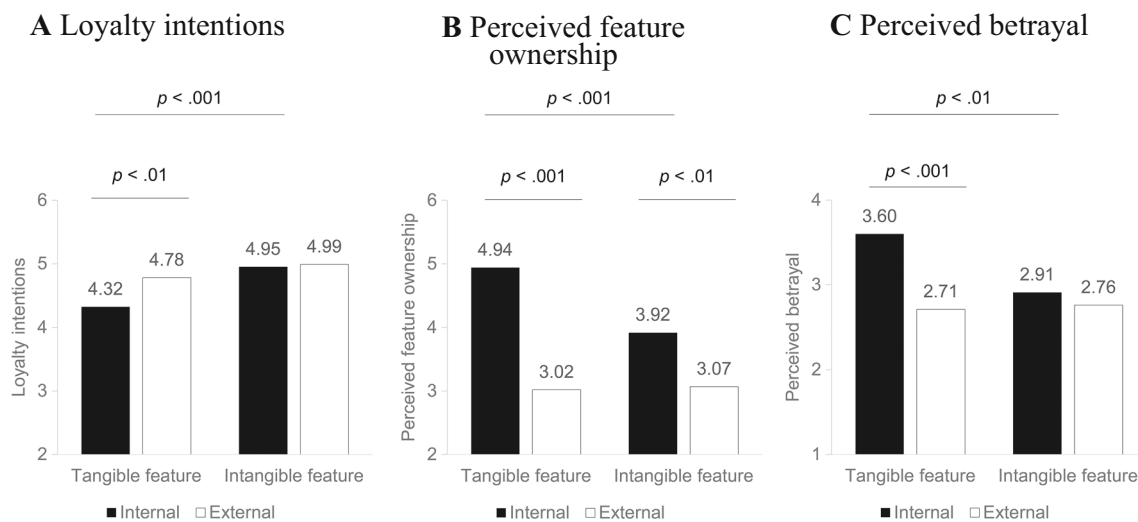 A Loyalty intentions
p < .001
p < .01
Loyalty intentions
6
5
4
3
2
4.32
4.78
4.95
4.99
Tangible feature
Intangible feature
Internal
External
B Perceived feature
ownership
p < .001
p < .001
p < .01
Perceived feature ownership
6
5
4
3
2
4.94
3.02
3.92
3.07
Tangible feature
Intangible feature
Internal
External
C Perceived betrayal
p < .01
p < .001
Perceived betrayal
4
3
2
1
3.60
2.71
2.91
2.76
Tangible feature
Intangible feature
Internal
External